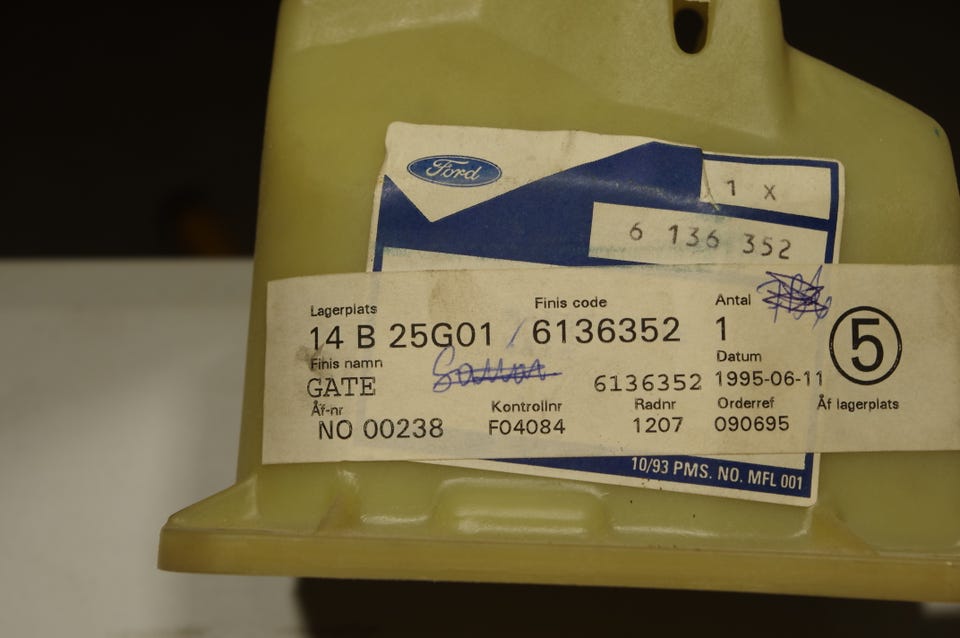 Ford
1 X
6 136 352
Lagerplats Finis code Antal
14 B 25G01 6136352 1
5
Finis namn Datum
GATE 6136352 1995-06-11
Åf-nr Kontrollnr Radnr Orderref Åf lagerplats
NO 00238 F04084 1207 090695
10/93 PMS. NO. MFL 001